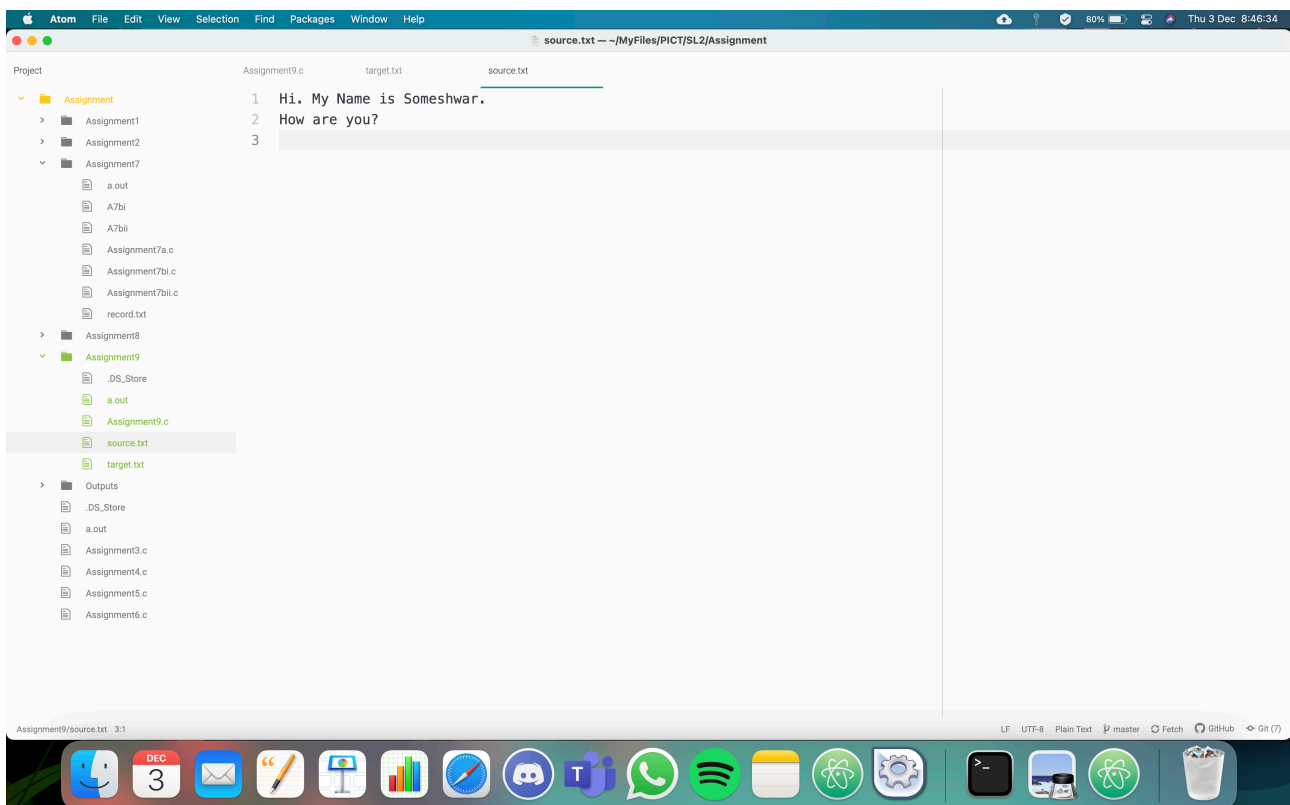 Atom File Edit View Selection Find Packages Window Help 80% Thu 3 Dec 8:46:34
source.txt — ~/MyFiles/PICT/SL2/Assignment
Project
Assignment9.c target.txt source.txt
Assignment
Assignment1
Assignment2
Assignment7
a.out
A7bi
A7bii
Assignment7a.c
Assignment7bi.c
Assignment7bii.c
record.txt
Assignment8
Assignment9
.DS_Store
a.out
Assignment9.c
source.txt
target.txt
Outputs
.DS_Store
a.out
Assignment3.c
Assignment4.c
Assignment5.c
Assignment6.c
1 Hi. My Name is Someshwar.
2 How are you?
3
Assignment9/source.txt 3:1 LF UTF-8 Plain Text master Fetch GitHub Git (7)
DEC
3
T
>_